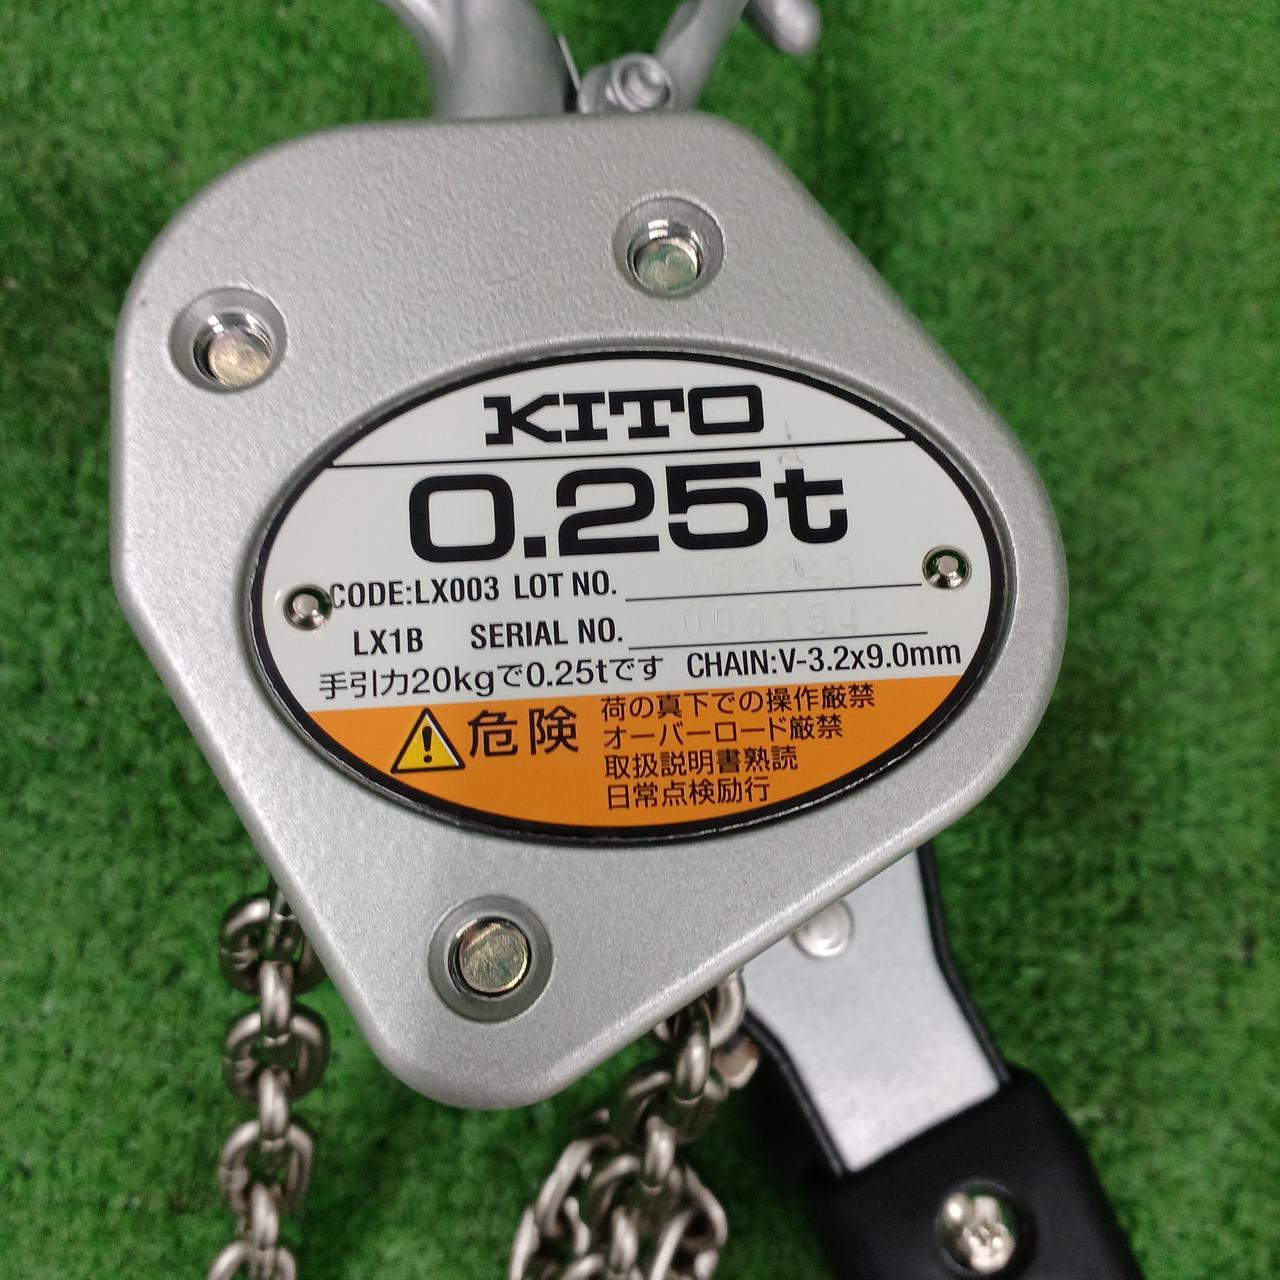 KITO
0.25t
CODE:LX003 LOT NO. 462249
LX1B SERIAL NO. 000154
手引力20kgで0.25tです CHAIN:V-3.2x9.0mm
危険
荷の真下での操作厳禁
オーバーロード厳禁
取扱説明書熟読
日常点検励行